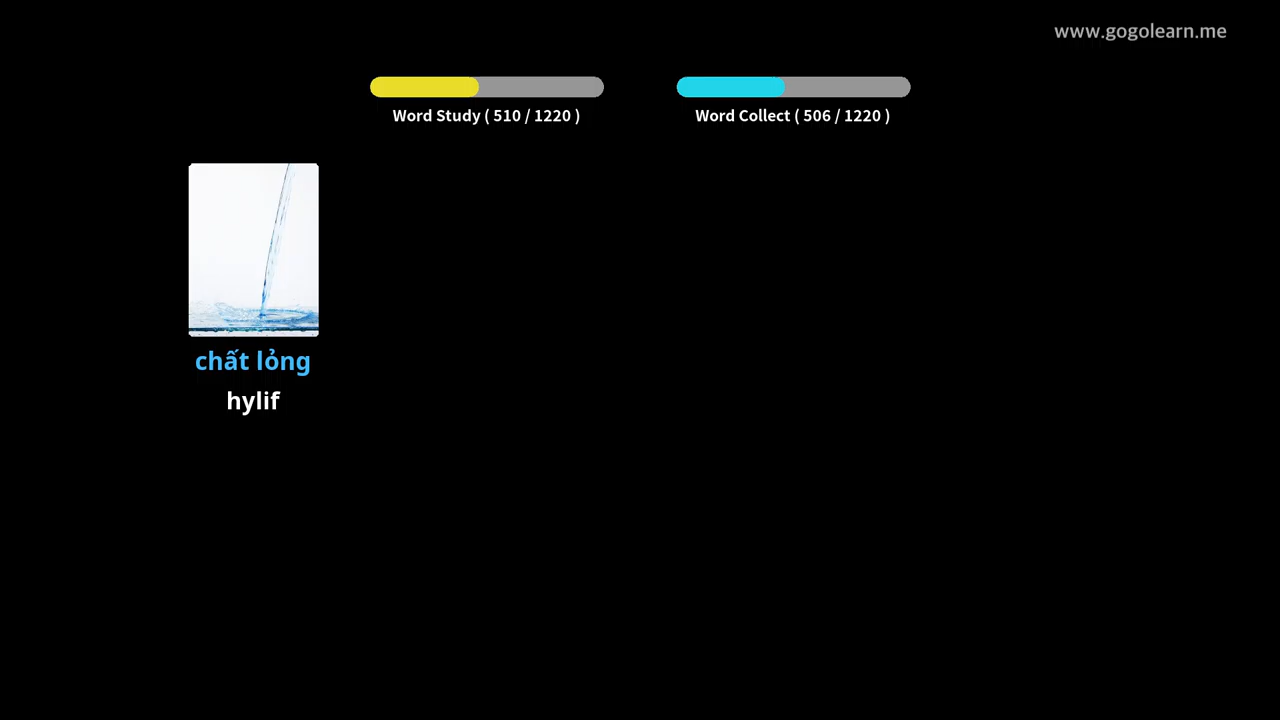 www.gogolearn.me
Word Study ( 510 / 1220 )
Word Collect ( 506 / 1220 )
chất lỏng
hylif